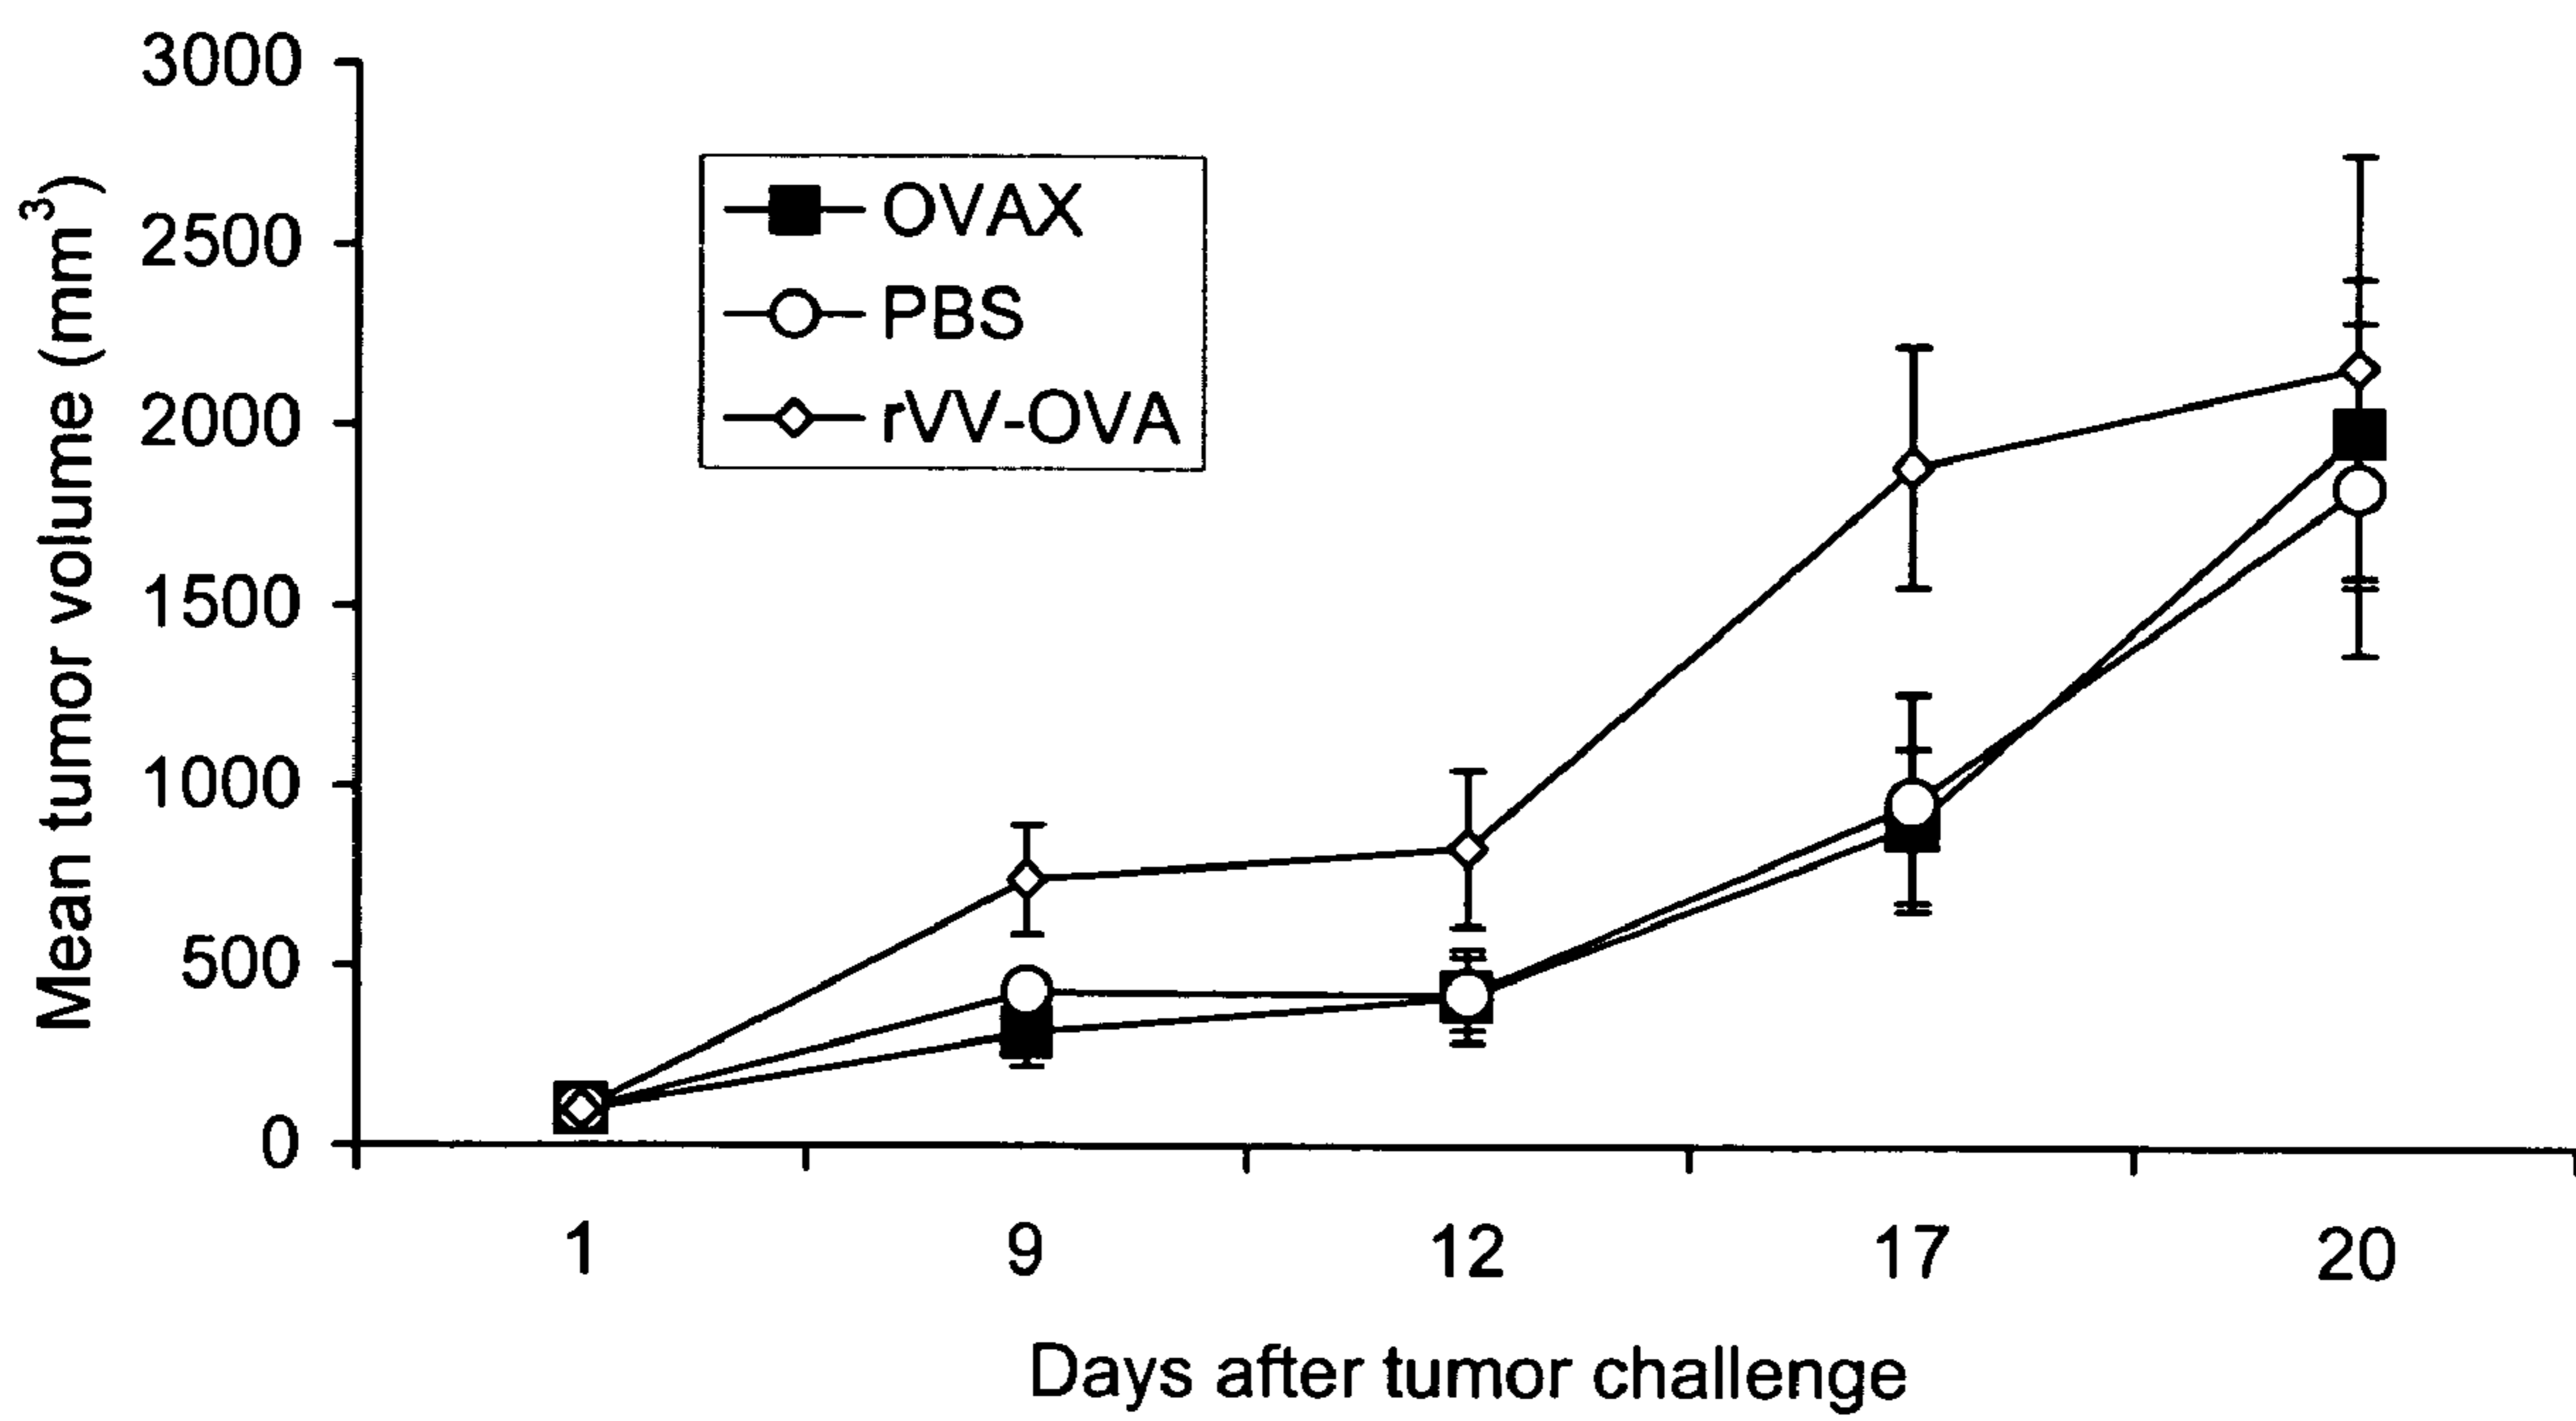 Mean tumor volume (mm³)
3000
2500
2000
1500
1000
500
0
OVAX
PBS
rVV-OVA
1 9 12 17 20
Days after tumor challenge